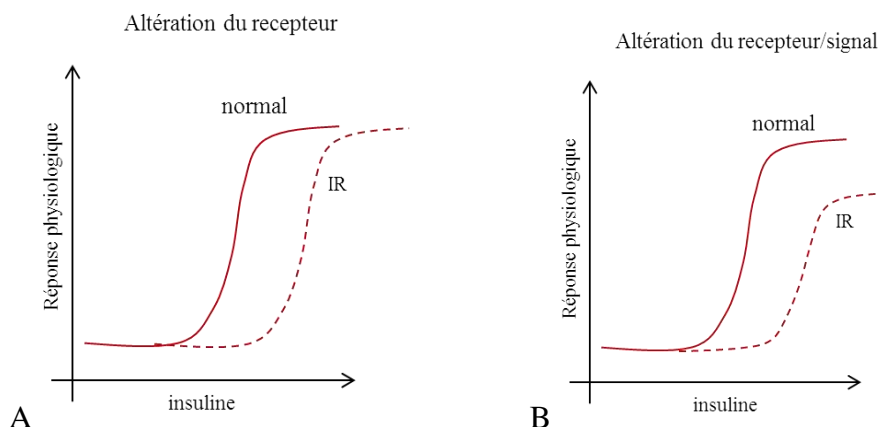 Altération du recepteur
normal
IR
Réponse physiologique
insuline
A
Altération du recepteur/signal
normal
IR
Réponse physiologique
insuline
B